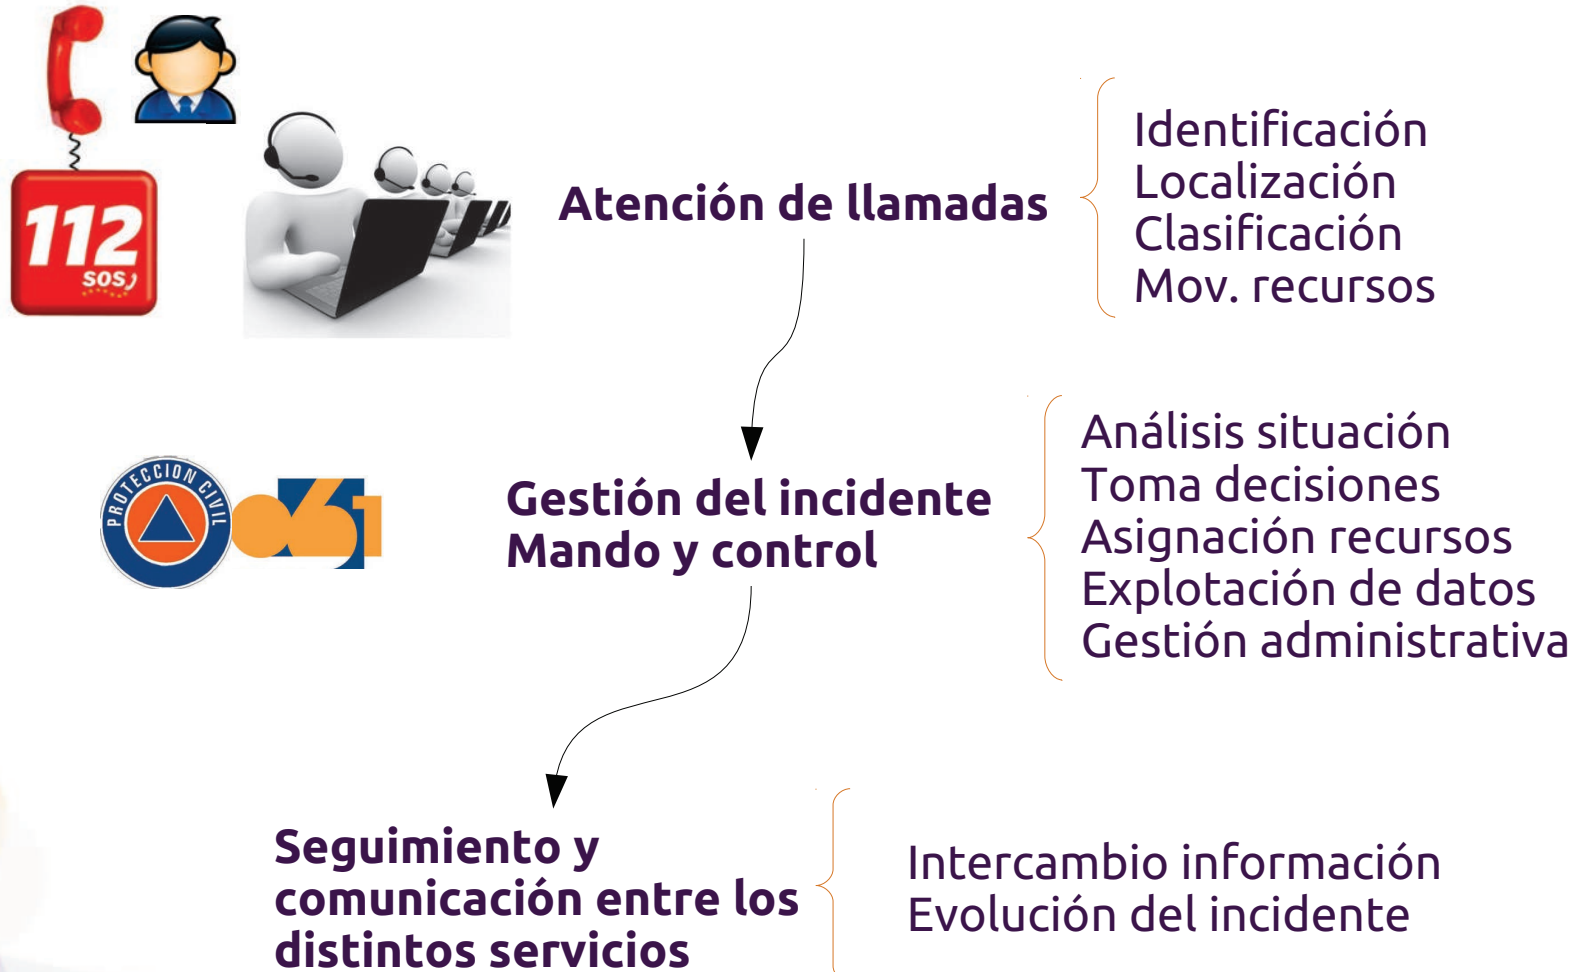 112
SOS
Atención de llamadas
Identificación
Localización
Clasificación
Mov. recursos
PROTECCION CIVIL
061
Gestión del incidente
Mando y control
Análisis situación
Toma decisiones
Asignación recursos
Explotación de datos
Gestión administrativa
Seguimiento y
comunicación entre los
distintos servicios
Intercambio información
Evolución del incidente